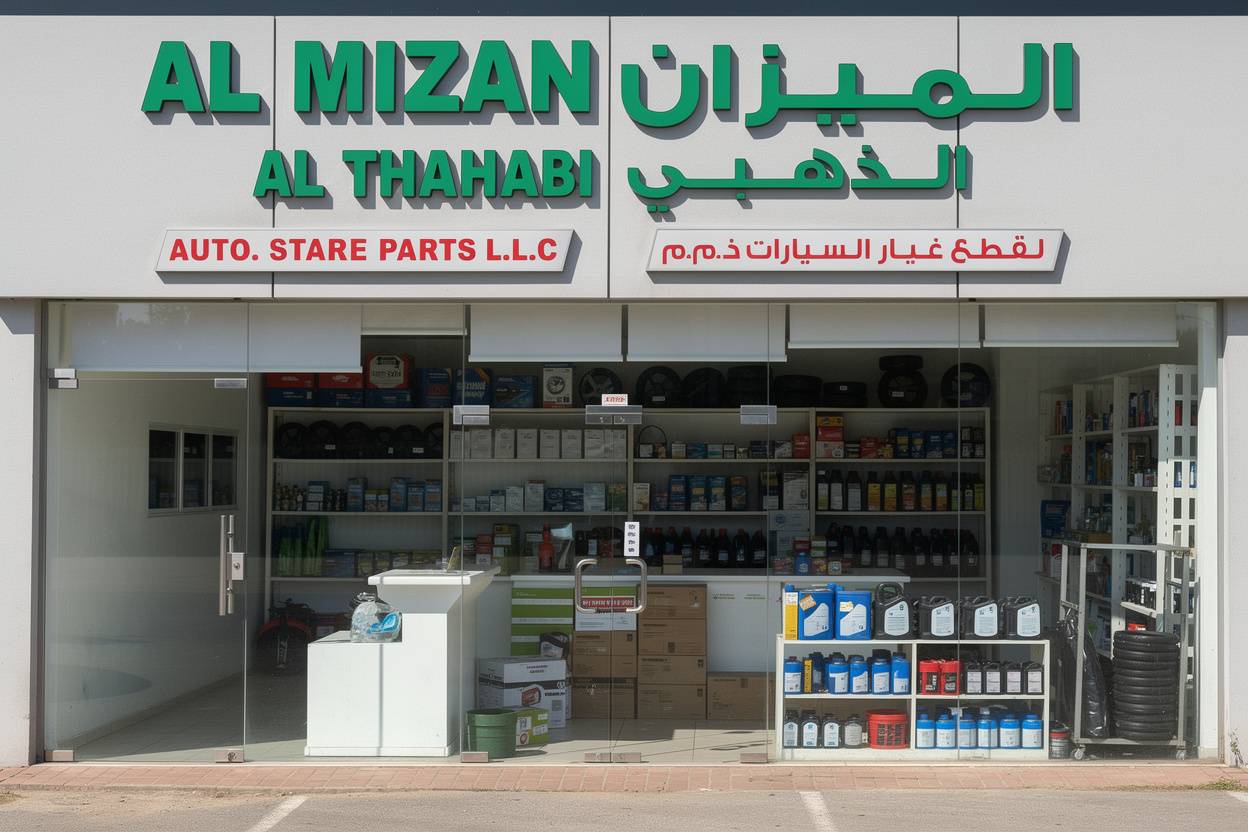 AL MIZAN
الميزان
AL THAHABI
الذهبي
AUTO. STARE PARTS L.L.C
لقطع غيار السيارات ذ.م.م